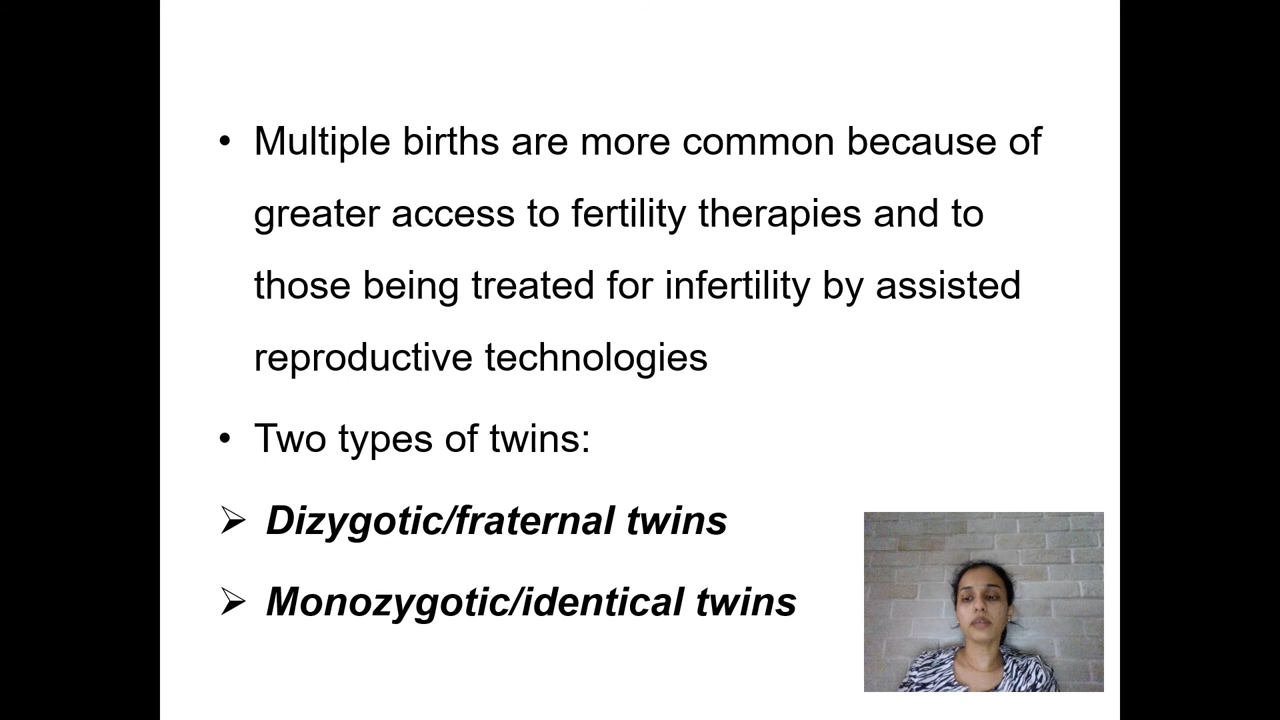 • Multiple births are more common because of
greater access to fertility therapies and to
those being treated for infertility by assisted
reproductive technologies
• Two types of twins:
➢ Dizygotic/fraternal twins
➢ Monozygotic/identical twins